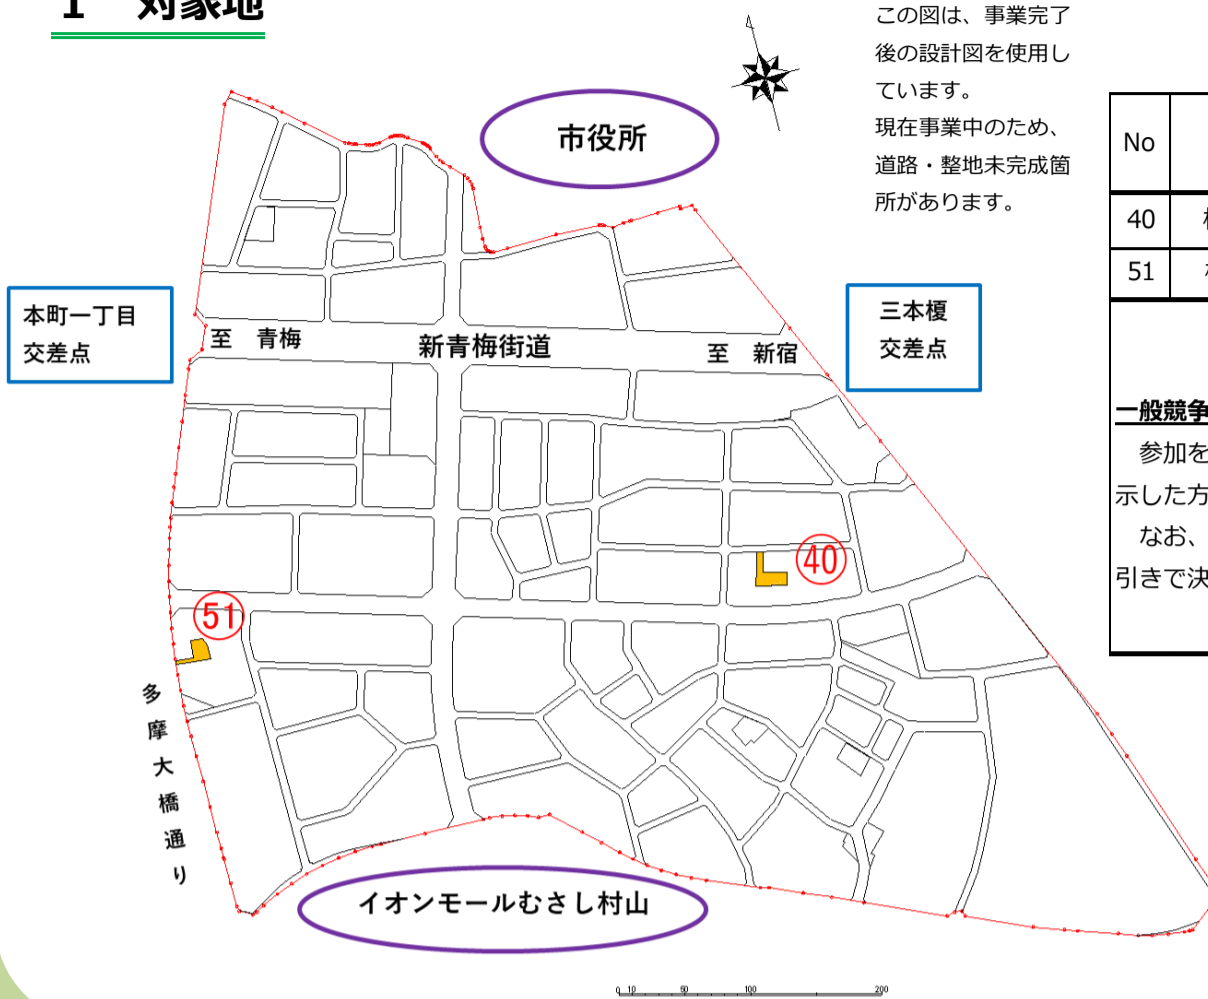 1 対象地
この図は、事業完了
後の設計図を使用し
ています。
現在事業中のため、
道路・整地未完成箇
所があります。
市役所
本町一丁目
交差点
至 青梅
新青梅街道
至 新宿
三本榎
交差点
40
51
多摩大橋通り
イオンモールむさし村山
0 10 50 100 200
No
40
51
一般競争
参加を
示した方
なお、
引きで決